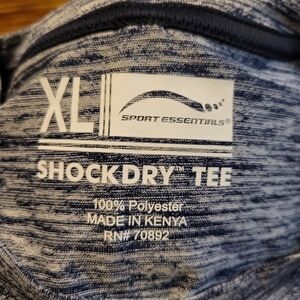 XL
SPORT ESSENTIALS®
SHOCKDRY™ TEE
100% Polyester
MADE IN KENYA
RN# 70892